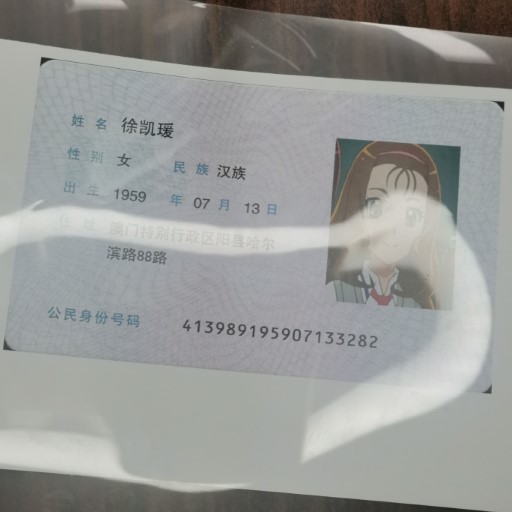 姓名 徐凯瑗
性别 女 民族 汉族
出生 1959 年 07 月 13 日
住址 澳门特别行政区阳县哈尔
滨路88路
公民身份号码 413989195907133282